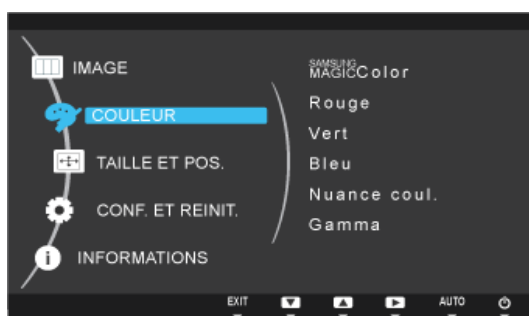 IMAGE
COULEUR
TAILLE ET POS.
CONF. ET REINIT.
INFORMATIONS
SAMSUNG
MAGICColor
Rouge
Vert
Bleu
Nuance coul.
Gamma
EXIT
AUTO